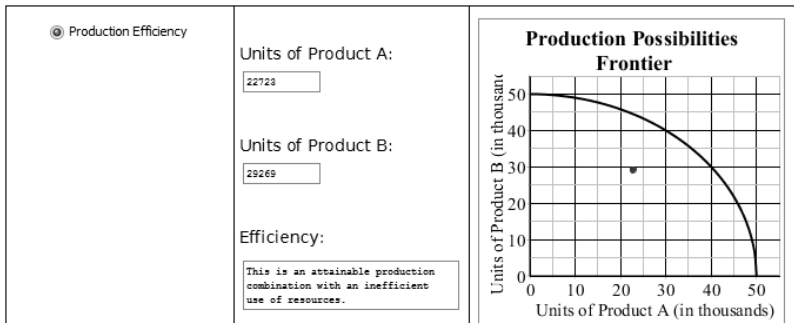 Production Efficiency
Units of Product A:
22723
Units of Product B:
29269
Efficiency:
This is an attainable production
combination with an inefficient
use of resources.
Production Possibilities
Frontier
Units of Product B (in thousand
50
40
30
20
10
0
0 10 20 30 40 50
Units of Product A (in thousands)